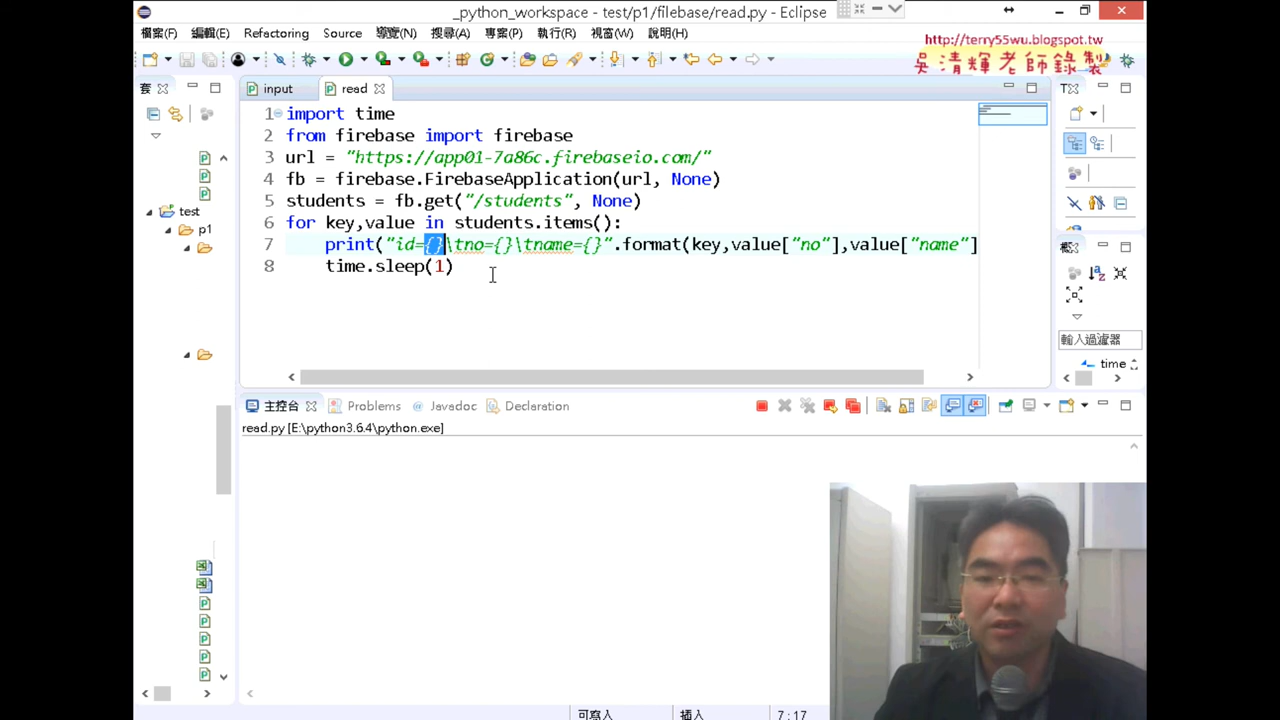 _python_workspace - test/p1/filebase/read.py - Eclipse
檔案(F) 編輯(E) Refactoring Source 導覽(N) 搜尋(A) 專案(P) 執行(R) 視窗(W) 說明(H)
http://terry55wu.blogspot.tw
吳清輝老師錄製
套
input
read
1 import time
2 from firebase import firebase
3 url = "https://app01-7a86c.firebaseio.com/"
4 fb = firebase.FirebaseApplication(url, None)
5 students = fb.get("/students", None)
6 for key,value in students.items():
7 print("id={}\tno={}\tname={}".format(key,value["no"],value["name"]
8 time.sleep(1)
test
p1
概
輸入過濾器
time
主控台 Problems @ Javadoc Declaration
read.py [E:\python3.6.4\python.exe]
可寫入 插入 7 : 17